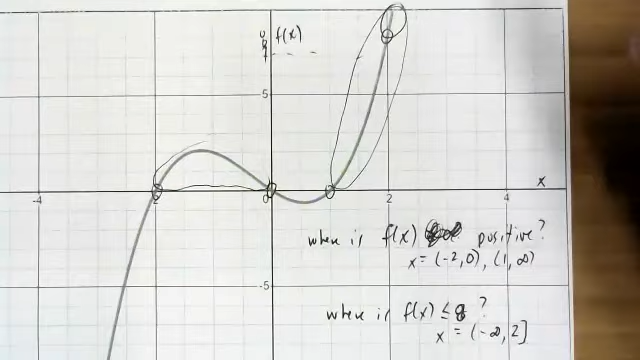 f(x)
5
x
-4
-2
0
2
4
when is f(x) positive?
x = (-2,0), (1, ∞)
-5
when is f(x) ≤ 8?
x = (-∞, 2]